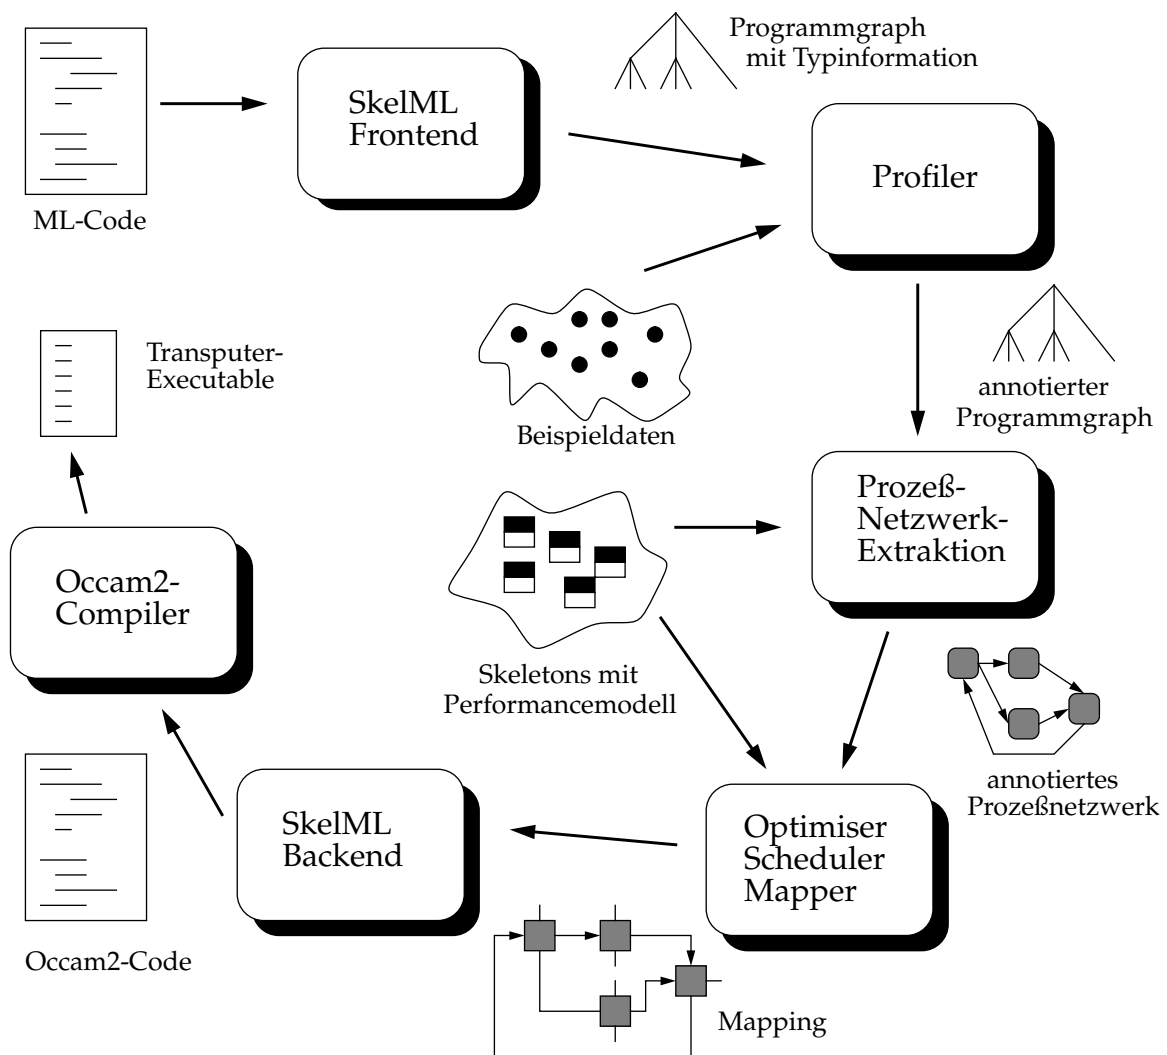 Programmgraph
mit Typinformation
SkelML
Frontend
Profiler
ML-Code
Transputer-
Executable
Beispieldaten
annotierter
Programmgraph
Prozeß-
Netzwerk-
Extraktion
Occam2-
Compiler
Skeletons mit
Performancemodell
annotiertes
Prozeßnetzwerk
SkelML
Backend
Optimiser
Scheduler
Mapper
Occam2-Code
Mapping